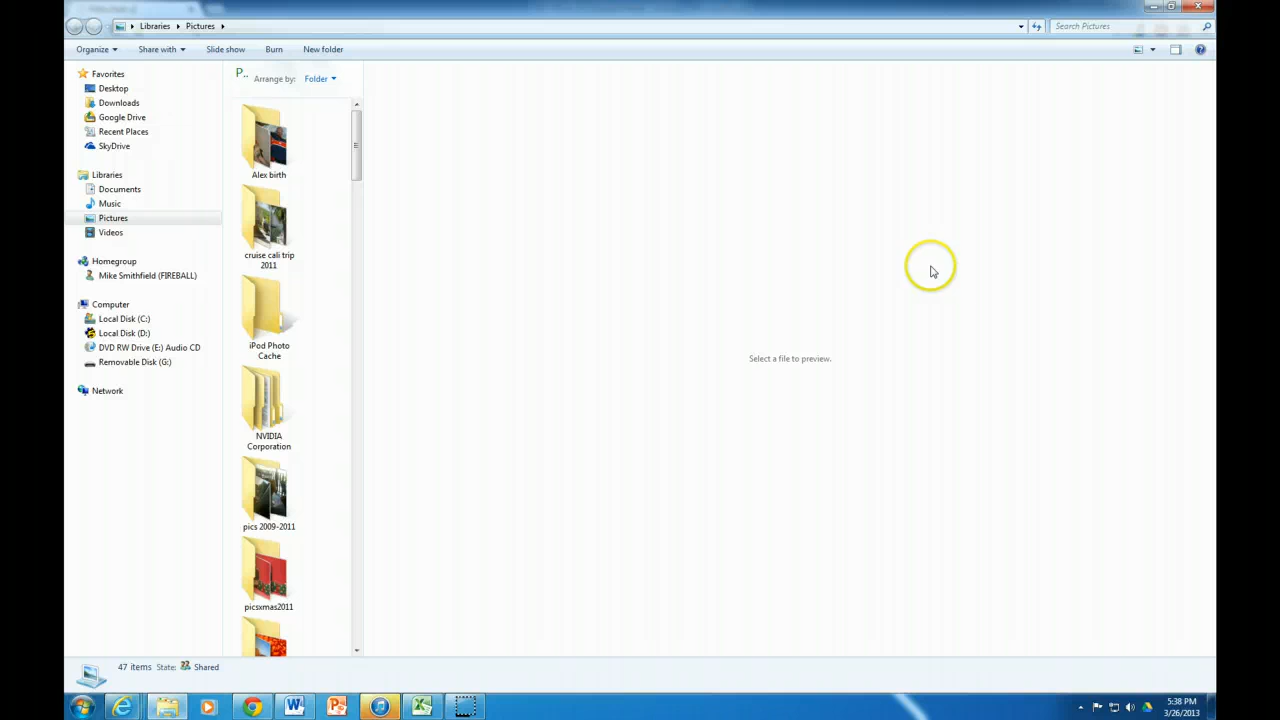 Libraries Pictures
Search Pictures
Organize Share with Slide show Burn New folder
Favorites
Desktop
Downloads
Google Drive
Recent Places
SkyDrive
Libraries
Documents
Music
Pictures
Videos
Homegroup
Mike Smithfield (FIREBALL)
Computer
Local Disk (C:)
Local Disk (D:)
DVD RW Drive (E:) Audio CD
Removable Disk (G:)
Network
P... Arrange by: Folder
Alex birth
cruise cali trip
2011
iPod Photo
Cache
NVIDIA
Corporation
pics 2009-2011
picsxmas2011
Select a file to preview.
47 items State: Shared
5:38 PM
3/26/2013